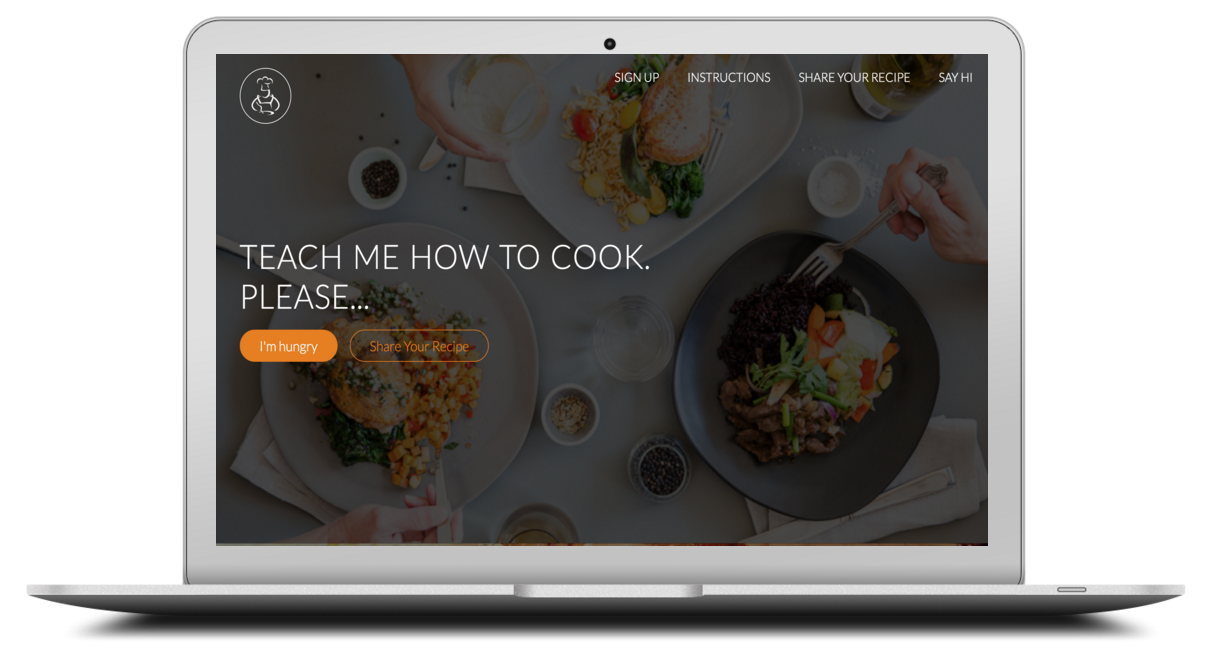 SIGN UP INSTRUCTIONS SHARE YOUR RECIPE SAY HI
TEACH ME HOW TO COOK.
PLEASE...
I'm hungry Share Your Recipe